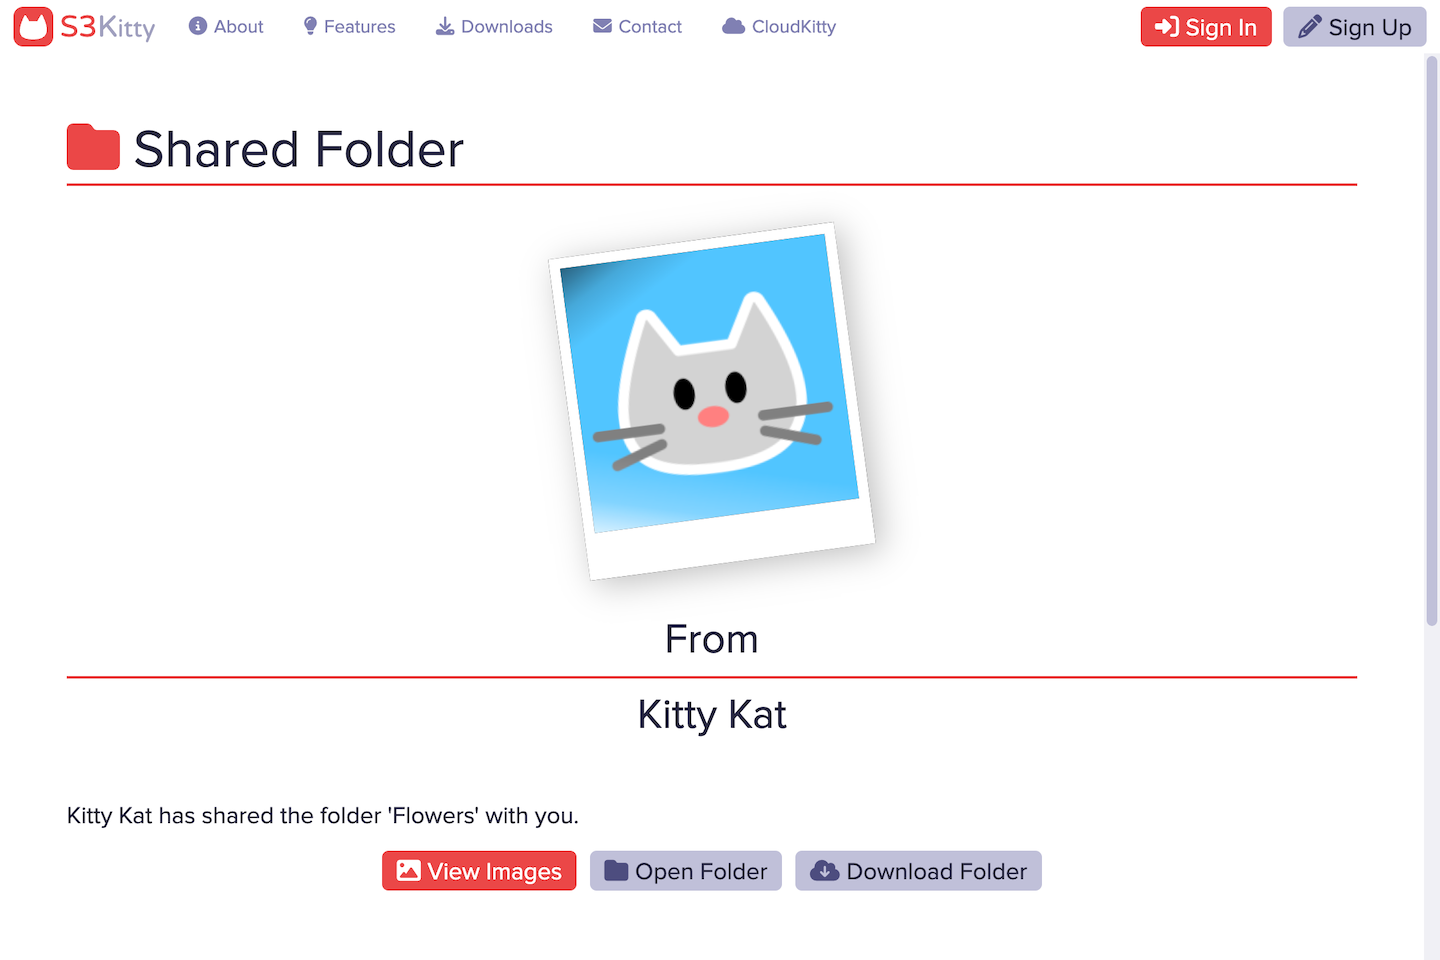 S3Kitty About Features Downloads Contact CloudKitty Sign In Sign Up
Shared Folder
From
Kitty Kat
Kitty Kat has shared the folder 'Flowers' with you.
View Images Open Folder Download Folder